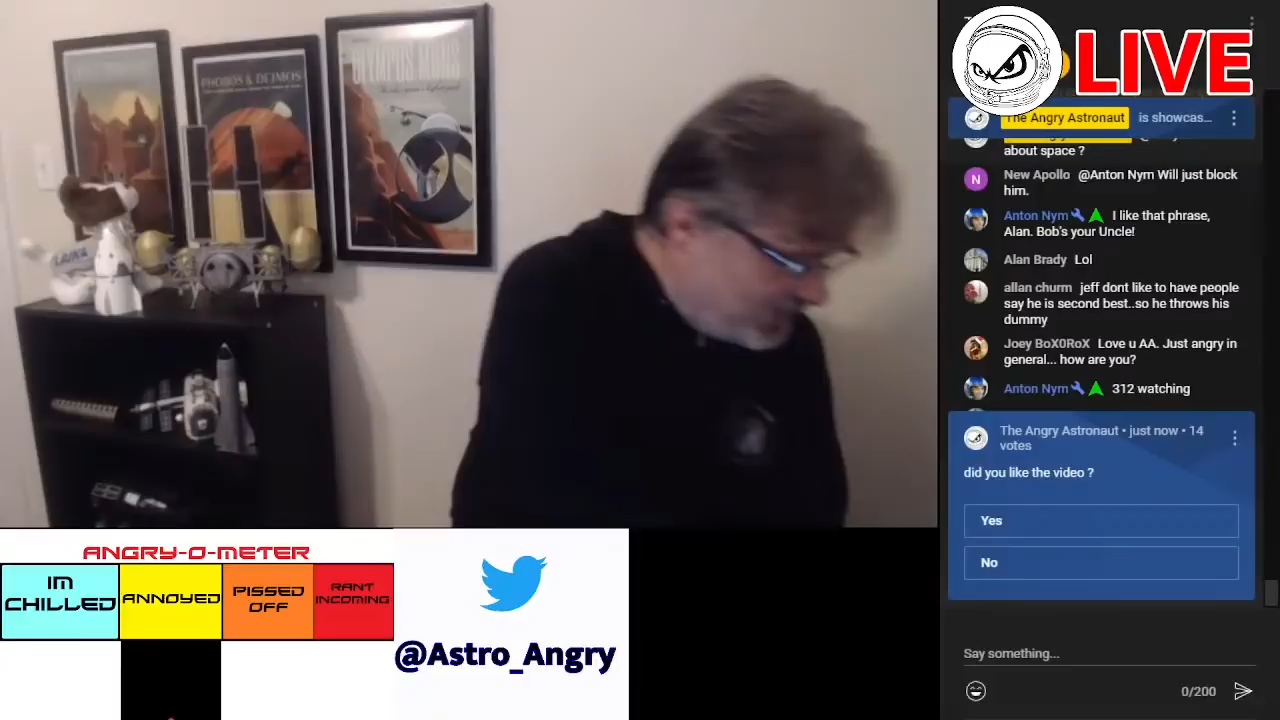 PHOBOS & DEIMOS
OLYMPUS MONS
LAIKA
LIVE
The Angry Astronaut is showcas...
about space ?
New Apollo @Anton Nym Will just block
him.
Anton Nym I like that phrase,
Alan. Bob's your Uncle!
Alan Brady Lol
allan churm jeff dont like to have people
say he is second best..so he throws his
dummy
Joey BoX0RoX Love u AA. Just angry in
general... how are you?
Anton Nym 312 watching
The Angry Astronaut • just now • 14
votes
did you like the video ?
Yes
No
Say something...
0/200
ANGRY-O-METER
IM
CHILLED
ANNOYED
PISSED
OFF
RANT
INCOMING
@Astro_Angry